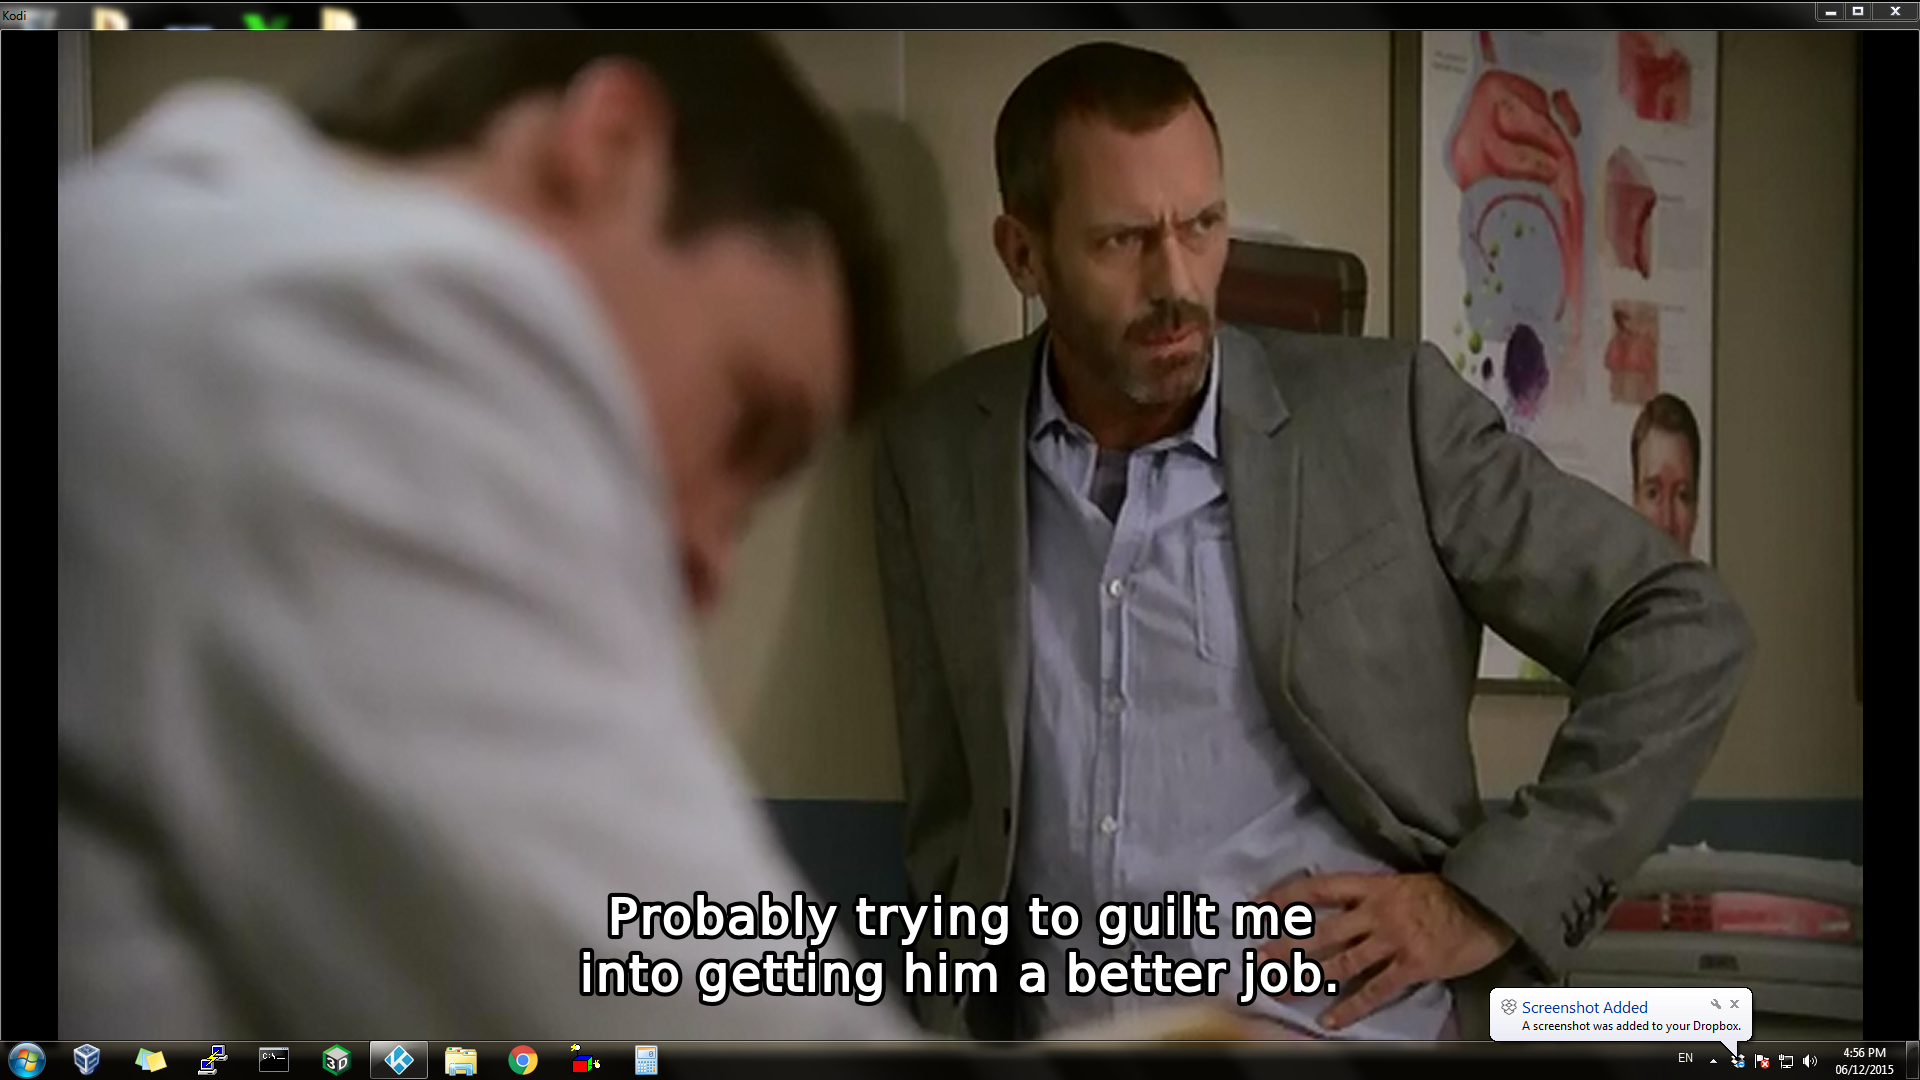 Kodi
Probably trying to guilt me
into getting him a better job.
Screenshot Added
A screenshot was added to your Dropbox.
C:\_
3D
EN
4:56 PM
06/12/2015